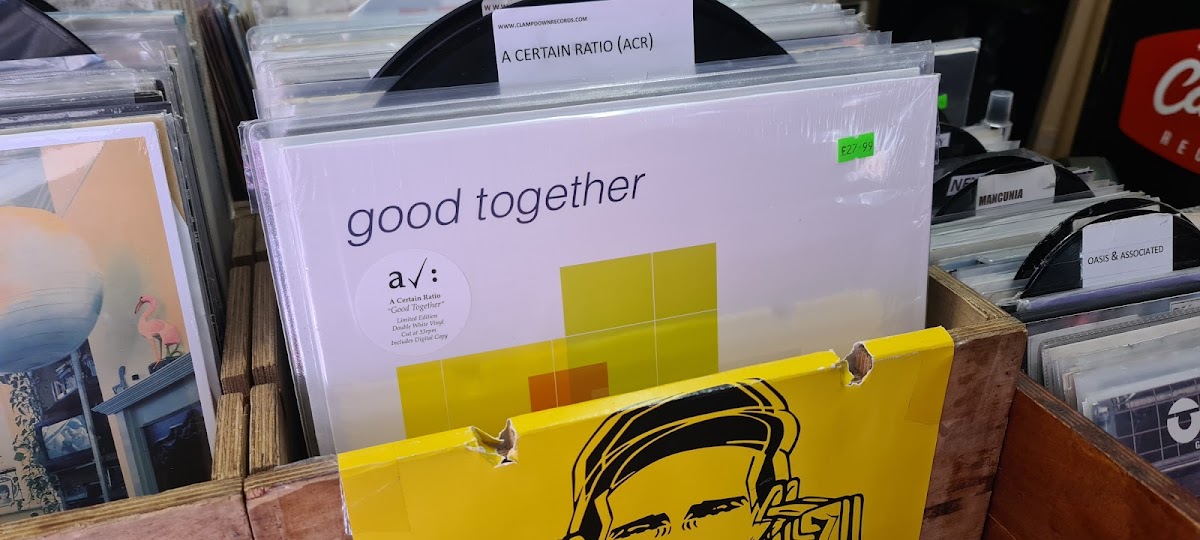 WWW.CLAMPDOWNRECORDS.COM
A CERTAIN RATIO (ACR)
£27.99
good together
a✓:
A Certain Ratio
"Good Together"
Limited Edition
Double White Vinyl
Cut at 33rpm
Includes Digital Copy
MANCUNIA
OASIS & ASSOCIATED